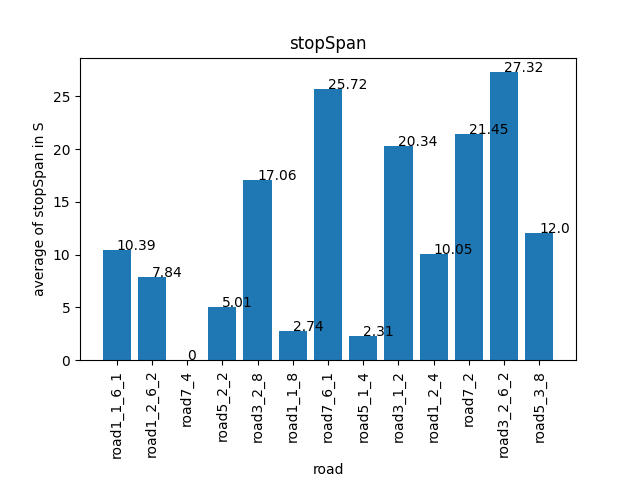 stopSpan
average of stopSpan in S
25
20
15
10
5
0
10.39
7.84
0
5.01
17.06
2.74
25.72
2.31
20.34
10.05
21.45
27.32
12.0
road1_1_6_1
road1_2_6_2
road7_4
road5_2_2
road3_2_8
road1_1_8
road7_6_1
road5_1_4
road3_1_2
road1_2_4
road7_2
road3_2_6_2
road5_3_8
road